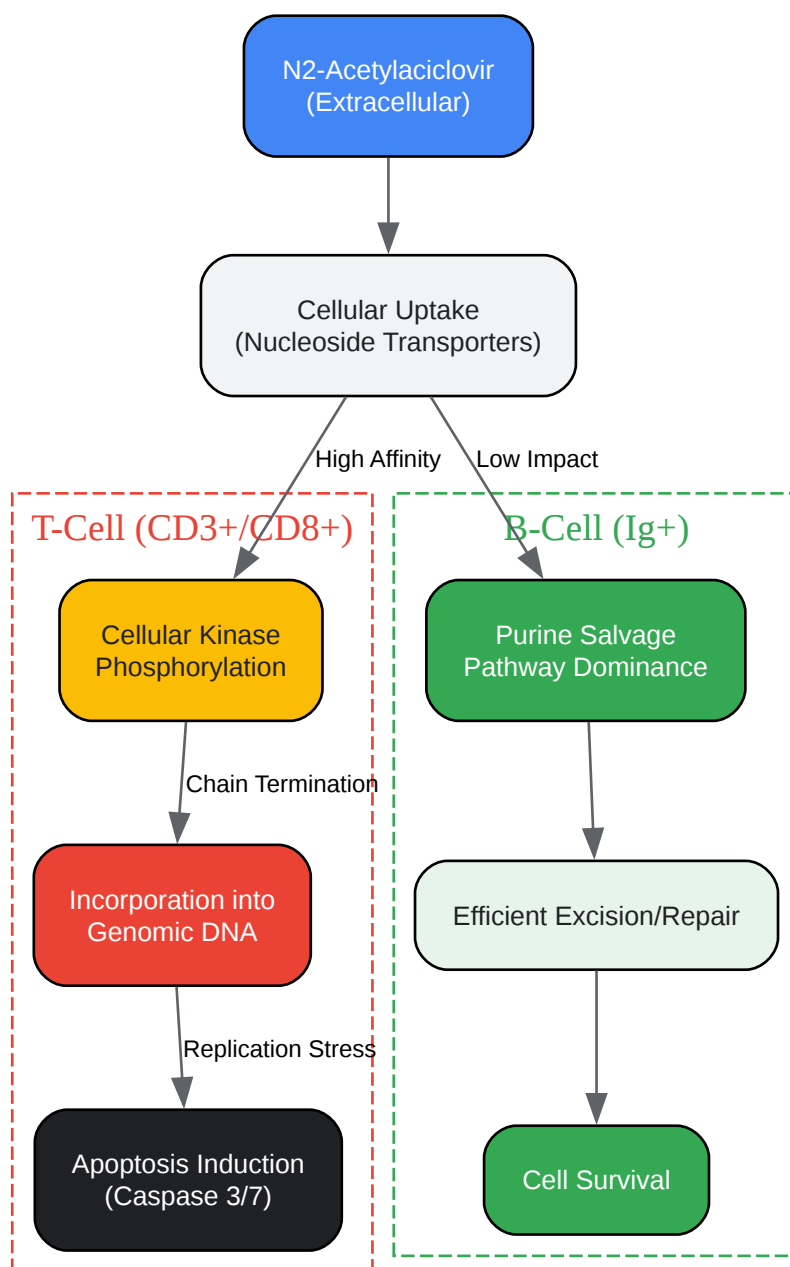 N2-Acetylaciclovir
(Extracellular)
Cellular Uptake
(Nucleoside Transporters)
High Affinity
Low Impact
T-Cell (CD3+/CD8+)
B-Cell (Ig+)
Cellular Kinase
Phosphorylation
Purine Salvage
Pathway Dominance
Chain Termination
Incorporation into
Genomic DNA
Efficient Excision/Repair
Replication Stress
Apoptosis Induction
(Caspase 3/7)
Cell Survival